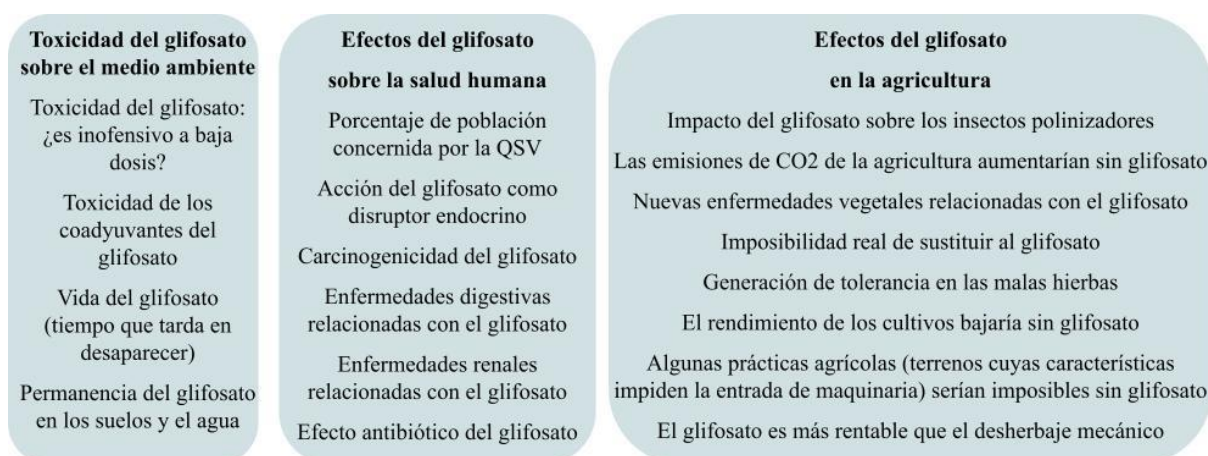 Toxicidad del glifosato
sobre el medio ambiente
Toxicidad del glifosato:
¿es inofensivo a baja
dosis?
Toxicidad de los
coadyuvantes del
glifosato
Vida del glifosato
(tiempo que tarda en
desaparecer)
Permanencia del glifosato
en los suelos y el agua
Efectos del glifosato
sobre la salud humana
Porcentaje de población
concernida por la QSV
Acción del glifosato como
disruptor endocrino
Carcinogenicidad del glifosato
Enfermedades digestivas
relacionadas con el glifosato
Enfermedades renales
relacionadas con el glifosato
Efecto antibiótico del glifosato
Efectos del glifosato
en la agricultura
Impacto del glifosato sobre los insectos polinizadores
Las emisiones de CO2 de la agricultura aumentarían sin glifosato
Nuevas enfermedades vegetales relacionadas con el glifosato
Imposibilidad real de sustituir al glifosato
Generación de tolerancia en las malas hierbas
El rendimiento de los cultivos bajaría sin glifosato
Algunas prácticas agrícolas (terrenos cuyas características
impiden la entrada de maquinaria) serían imposibles sin glifosato
El glifosato es más rentable que el desherbaje mecánico